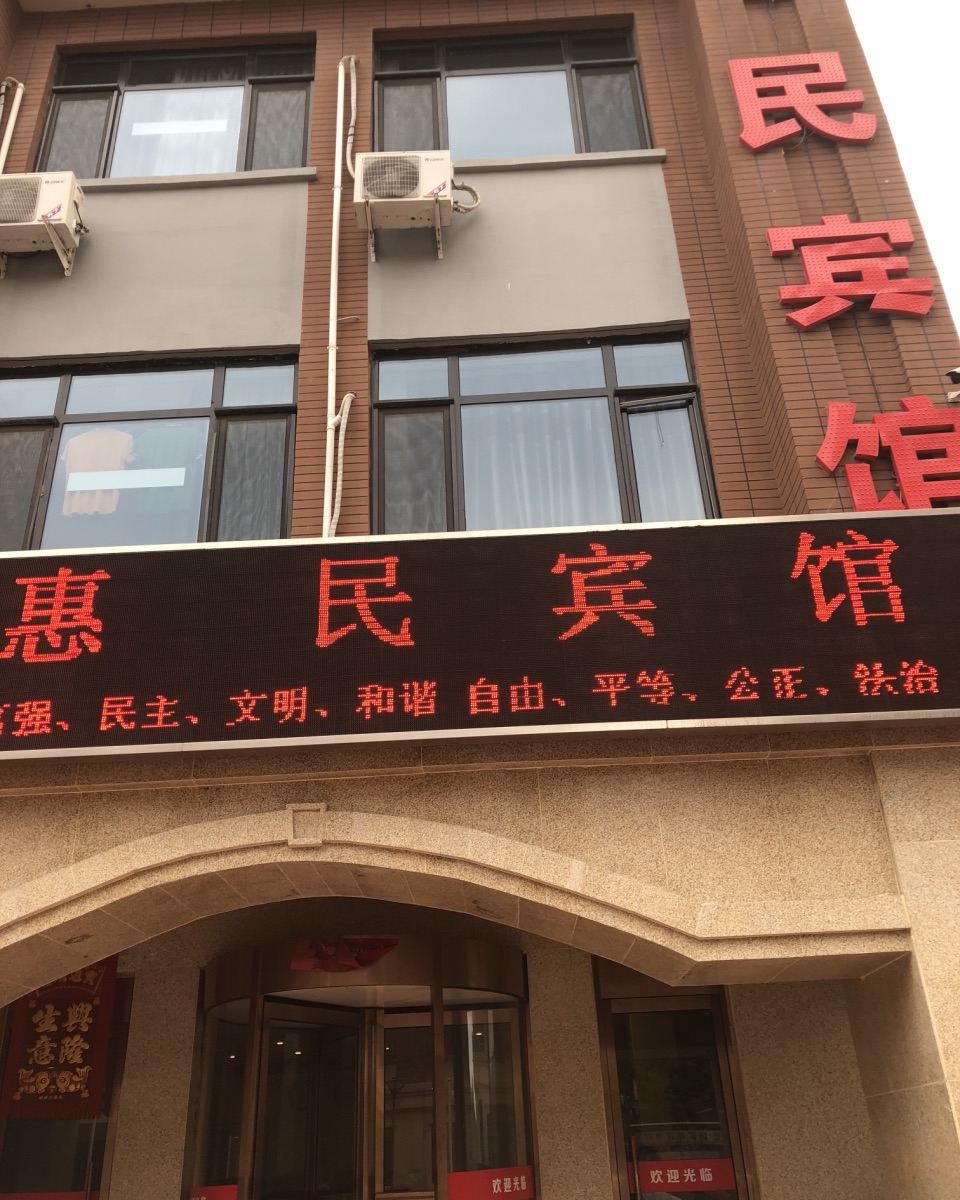 民宾馆
惠民宾馆
富强、民主、文明、和谐 自由、平等、公正、法治
生意興隆
欢迎光临
欢迎光临